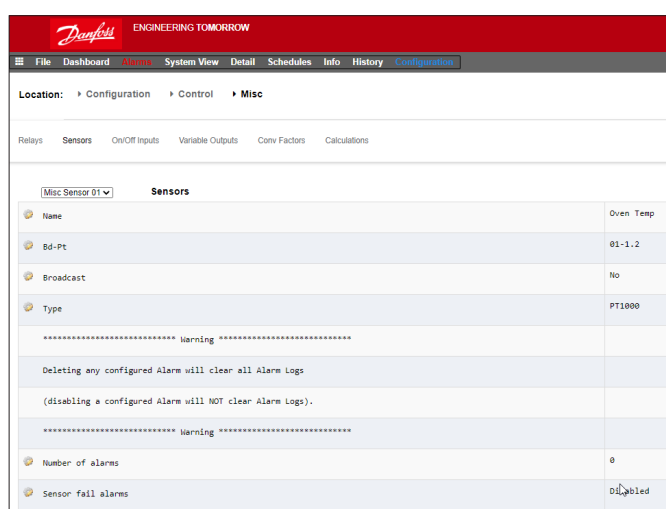 Danfoss ENGINEERING TOMORROW
File Dashboard Alarms System View Detail Schedules Info History Configuration
Location: Configuration Control Misc
Relays Sensors On/Off Inputs Variable Outputs Conv Factors Calculations
Misc Sensor 01 Sensors
Name Oven Temp
Bd-Pt 01-1.2
Broadcast No
Type PT1000
**************************** Warning ****************************
Deleting any configured Alarm will clear all Alarm Logs
(disabling a configured Alarm will NOT clear Alarm Logs).
**************************** Warning ****************************
Number of alarms 0
Sensor fail alarms Disabled